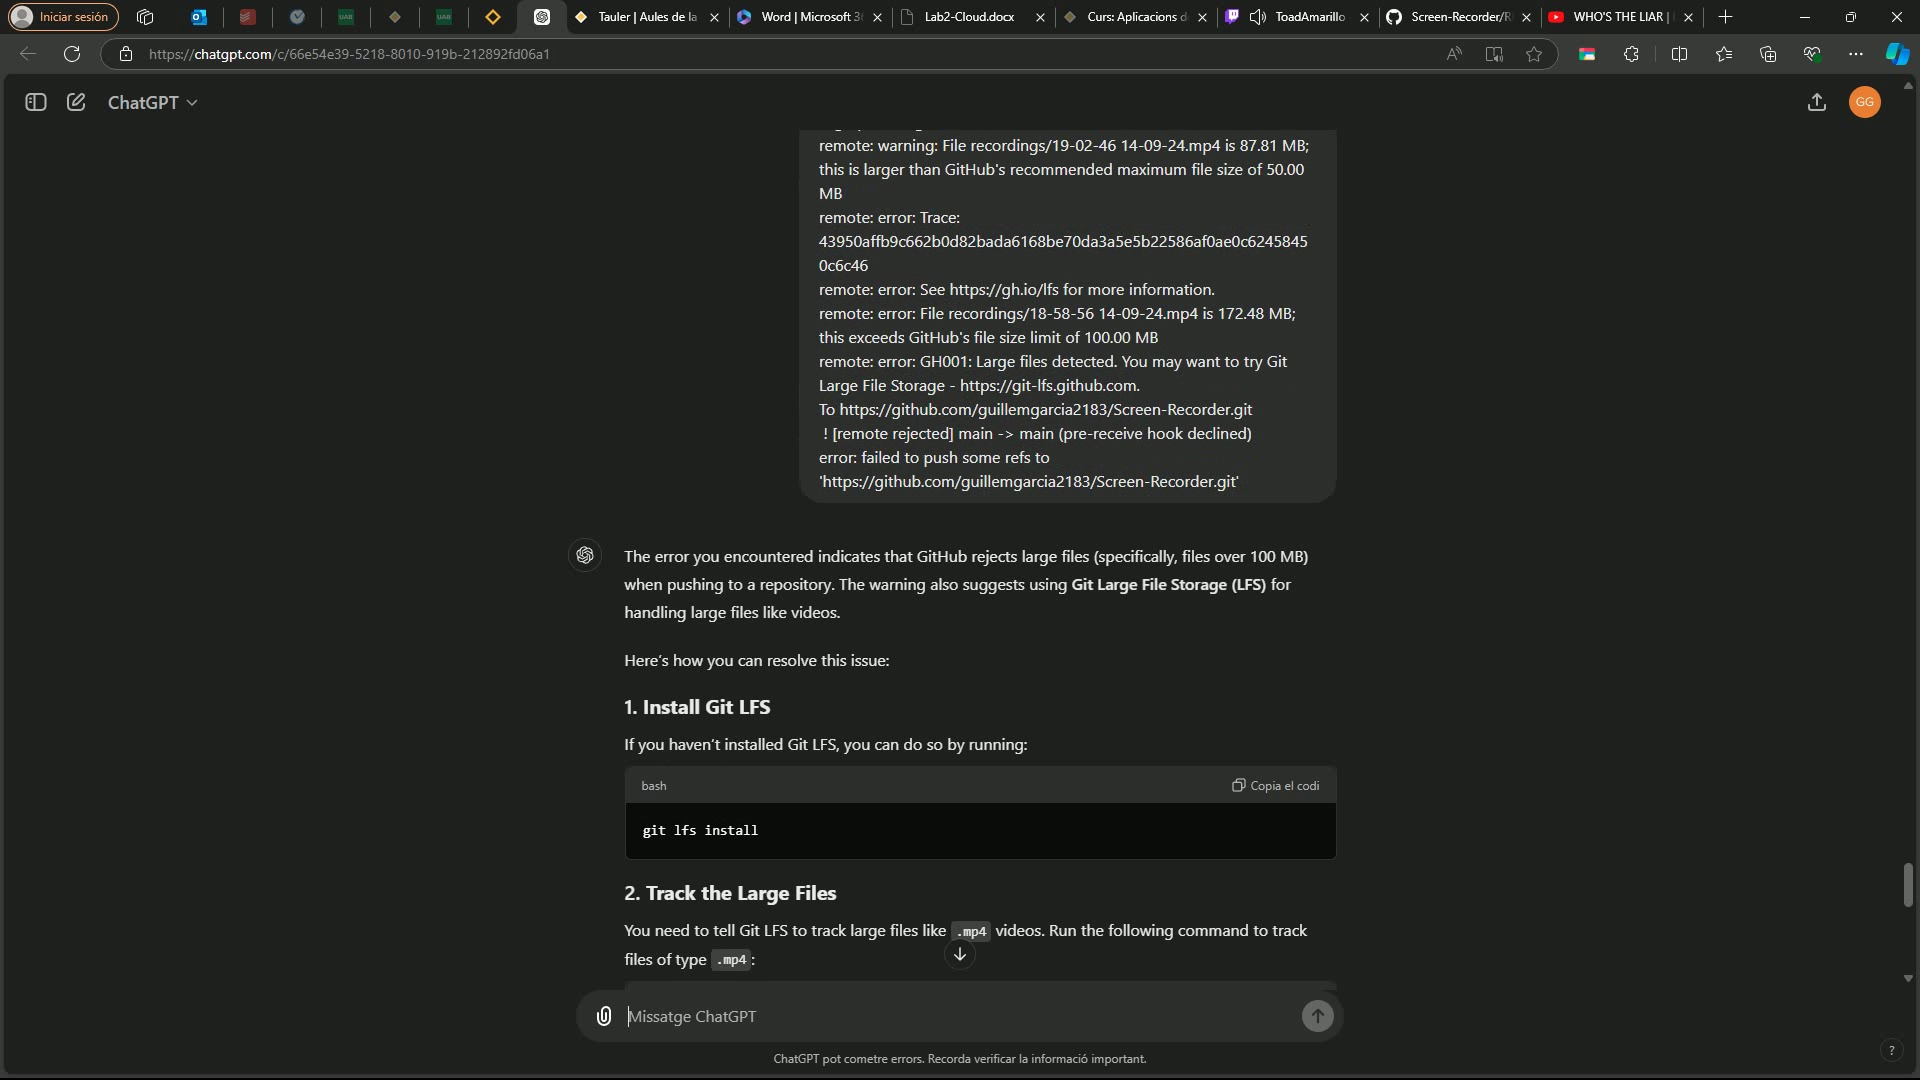 Iniciar sesión
UAB
UAB
Tauler | Aules de la
Word | Microsoft 3
Lab2-Cloud.docx
Curs: Aplicacions d
ToadAmarillo
Screen-Recorder/R
WHO'S THE LIAR |
https://chatgpt.com/c/66e54e39-5218-8010-919b-212892fd06a1
ChatGPT
GG
remote: warning: File recordings/19-02-46 14-09-24.mp4 is 87.81 MB;
this is larger than GitHub's recommended maximum file size of 50.00
MB
remote: error: Trace:
43950affb9c662b0d82bada6168be70da3a5e5b22586af0ae0c6245845
0c6c46
remote: error: See https://gh.io/lfs for more information.
remote: error: File recordings/18-58-56 14-09-24.mp4 is 172.48 MB;
this exceeds GitHub's file size limit of 100.00 MB
remote: error: GH001: Large files detected. You may want to try Git
Large File Storage - https://git-lfs.github.com.
To https://github.com/guillemgarcia2183/Screen-Recorder.git
! [remote rejected] main -> main (pre-receive hook declined)
error: failed to push some refs to
'https://github.com/guillemgarcia2183/Screen-Recorder.git'
The error you encountered indicates that GitHub rejects large files (specifically, files over 100 MB)
when pushing to a repository. The warning also suggests using Git Large File Storage (LFS) for
handling large files like videos.
Here's how you can resolve this issue:
1. Install Git LFS
If you haven't installed Git LFS, you can do so by running:
bash
Copia el codi
git lfs install
2. Track the Large Files
You need to tell Git LFS to track large files like .mp4 videos. Run the following command to track
files of type .mp4:
Missatge ChatGPT
ChatGPT pot cometre errors. Recorda verificar la informació important.
?